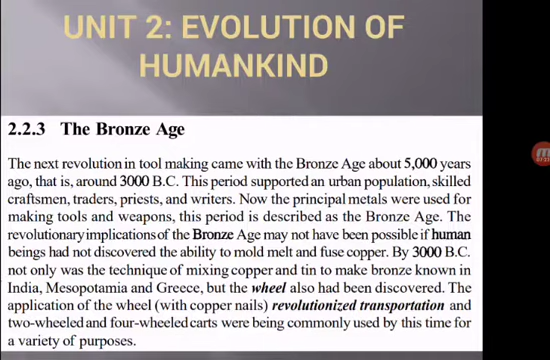 UNIT 2: EVOLUTION OF
HUMANKIND
2.2.3 The Bronze Age
The next revolution in tool making came with the Bronze Age about 5,000 years
ago, that is, around 3000 B.C. This period supported an urban population, skilled
craftsmen, traders, priests, and writers. Now the principal metals were used for
making tools and weapons, this period is described as the Bronze Age. The
revolutionary implications of the Bronze Age may not have been possible if human
beings had not discovered the ability to mold melt and fuse copper. By 3000 B.C.
not only was the technique of mixing copper and tin to make bronze known in
India, Mesopotamia and Greece, but the wheel also had been discovered. The
application of the wheel (with copper nails) revolutionized transportation and
two-wheeled and four-wheeled carts were being commonly used by this time for
a variety of purposes.